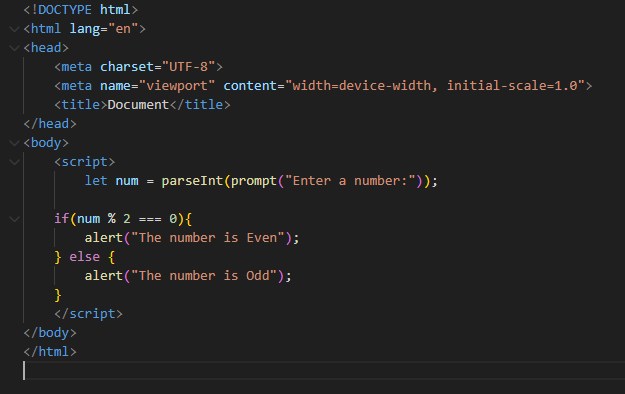 <!DOCTYPE html>
<html lang="en">
<head>
    <meta charset="UTF-8">
    <meta name="viewport" content="width=device-width, initial-scale=1.0">
    <title>Document</title>
</head>
<body>
    <script>
        let num = parseInt(prompt("Enter a number:"));

    if(num % 2 === 0){
        alert("The number is Even");
    } else {
        alert("The number is Odd");
    }
    </script>
</body>
</html>